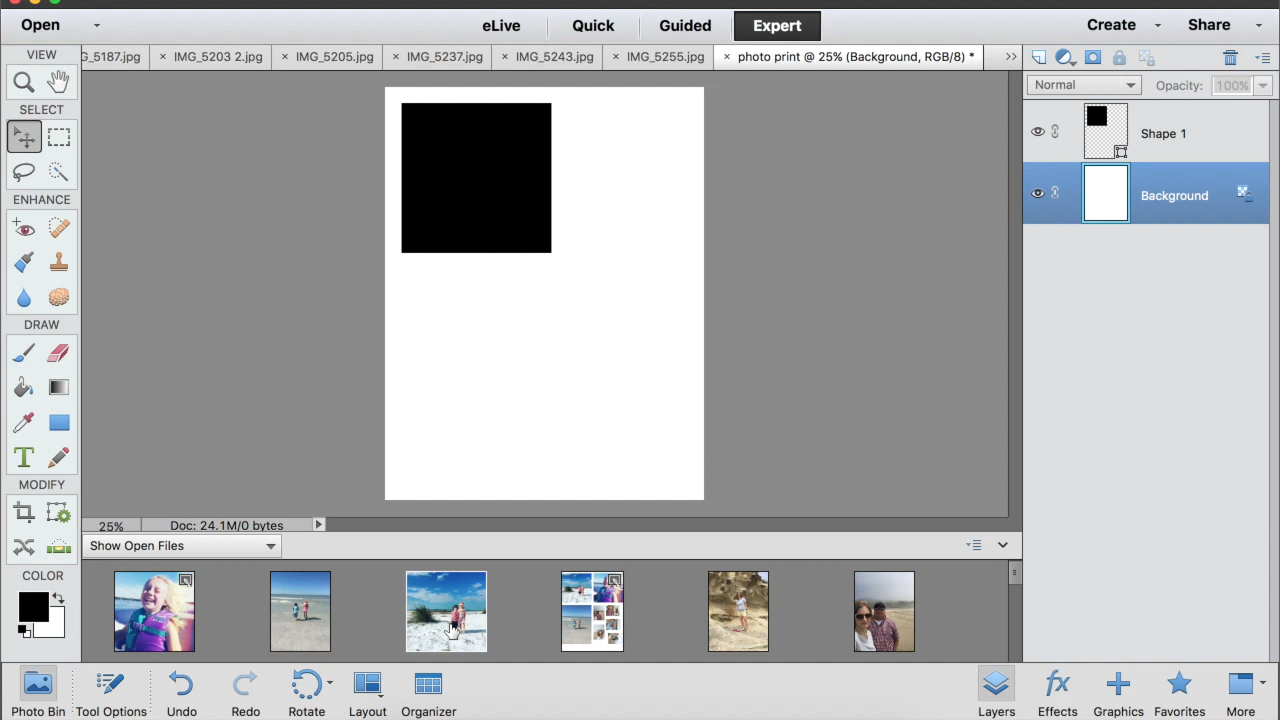 Open
eLive
Quick
Guided
Expert
Create
Share
VIEW
G_5187.jpg
× IMG_5203 2.jpg
× IMG_5205.jpg
× IMG_5237.jpg
× IMG_5243.jpg
× IMG_5255.jpg
× photo print @ 25% (Background, RGB/8) *
Normal
Opacity: 100%
SELECT
Shape 1
Background
ENHANCE
DRAW
T
MODIFY
25%
Doc: 24.1M/0 bytes
Show Open Files
COLOR
Photo Bin
Tool Options
Undo
Redo
Rotate
Layout
Organizer
Layers
fx
Effects
Graphics
Favorites
More